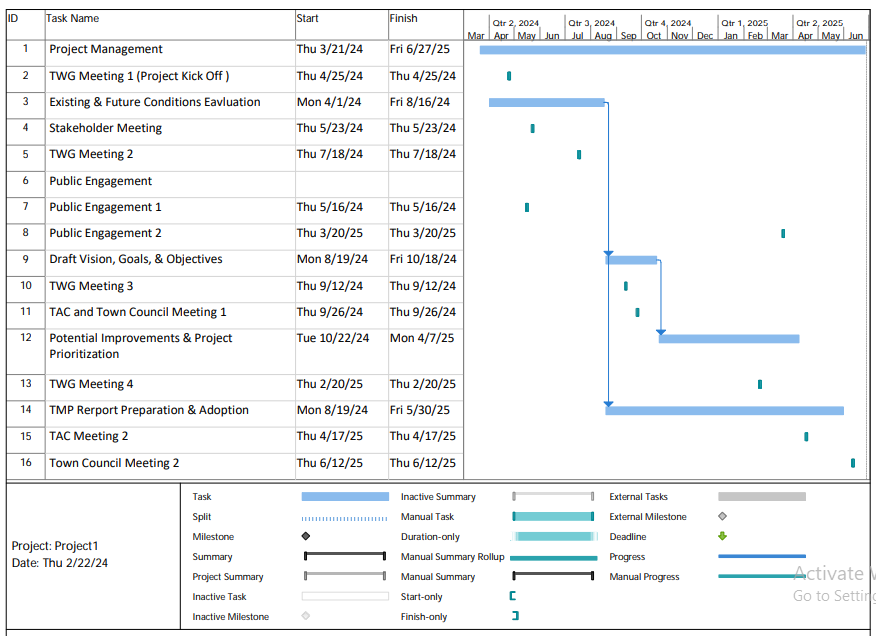 ID Task Name Start Finish Qtr 2, 2024 Qtr 3, 2024 Qtr 4, 2024 Qtr 1, 2025 Qtr 2, 2025
Mar Apr May Jun Jul Aug Sep Oct Nov Dec Jan Feb Mar Apr May Jun
1 Project Management Thu 3/21/24 Fri 6/27/25
2 TWG Meeting 1 (Project Kick Off ) Thu 4/25/24 Thu 4/25/24
3 Existing & Future Conditions Eavluation Mon 4/1/24 Fri 8/16/24
4 Stakeholder Meeting Thu 5/23/24 Thu 5/23/24
5 TWG Meeting 2 Thu 7/18/24 Thu 7/18/24
6 Public Engagement
7 Public Engagement 1 Thu 5/16/24 Thu 5/16/24
8 Public Engagement 2 Thu 3/20/25 Thu 3/20/25
9 Draft Vision, Goals, & Objectives Mon 8/19/24 Fri 10/18/24
10 TWG Meeting 3 Thu 9/12/24 Thu 9/12/24
11 TAC and Town Council Meeting 1 Thu 9/26/24 Thu 9/26/24
12 Potential Improvements & Project Tue 10/22/24 Mon 4/7/25
Prioritization
13 TWG Meeting 4 Thu 2/20/25 Thu 2/20/25
14 TMP Rerport Preparation & Adoption Mon 8/19/24 Fri 5/30/25
15 TAC Meeting 2 Thu 4/17/25 Thu 4/17/25
16 Town Council Meeting 2 Thu 6/12/25 Thu 6/12/25
Project: Project1
Date: Thu 2/22/24
Task Inactive Summary External Tasks
Split Manual Task External Milestone
Milestone Duration-only Deadline
Summary Manual Summary Rollup Progress
Project Summary Manual Summary Manual Progress
Inactive Task Start-only
Inactive Milestone Finish-only
Activate
Go to Setting